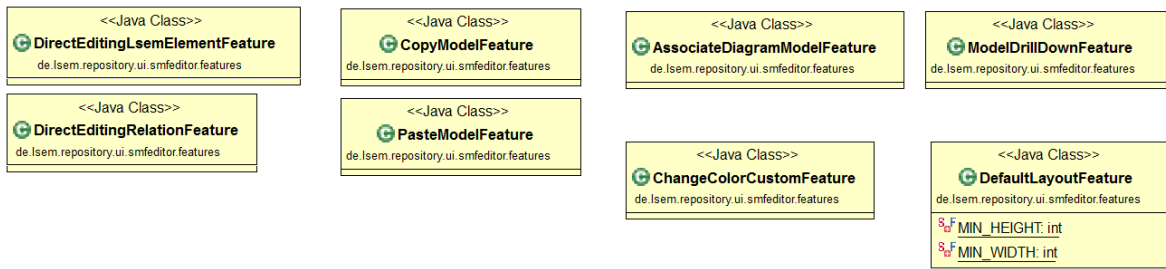 <<Java Class>>
DirectEditingLsemElementFeature
de.lsem.repository.ui.smfeditor.features
<<Java Class>>
CopyModelFeature
de.lsem.repository.ui.smfeditor.features
<<Java Class>>
AssociateDiagramModelFeature
de.lsem.repository.ui.smfeditor.features
<<Java Class>>
ModelDrillDownFeature
de.lsem.repository.ui.smfeditor.features
<<Java Class>>
DirectEditingRelationFeature
de.lsem.repository.ui.smfeditor.features
<<Java Class>>
PasteModelFeature
de.lsem.repository.ui.smfeditor.features
<<Java Class>>
ChangeColorCustomFeature
de.lsem.repository.ui.smfeditor.features
<<Java Class>>
DefaultLayoutFeature
de.lsem.repository.ui.smfeditor.features
MIN_HEIGHT: int
MIN_WIDTH: int